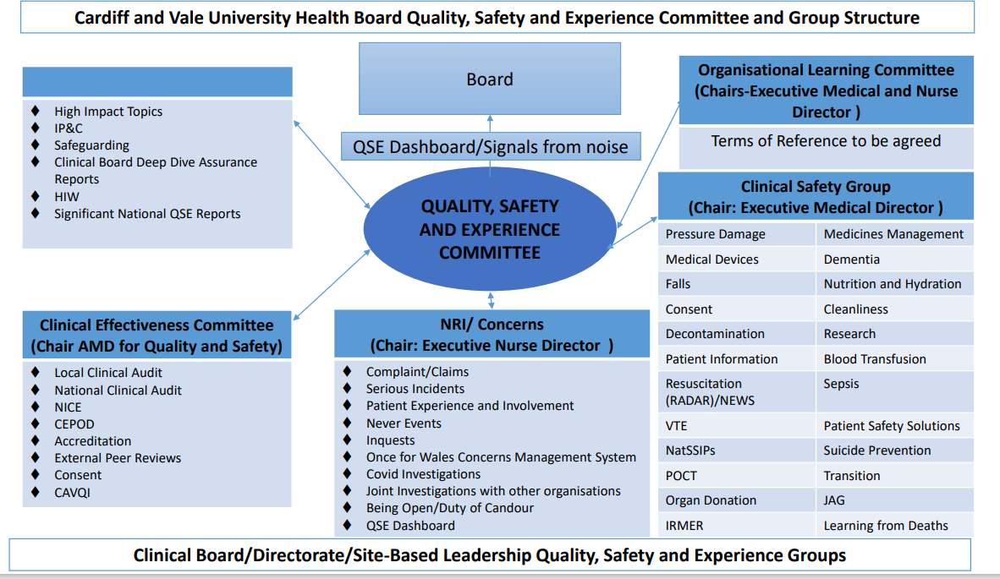 Cardiff and Vale University Health Board Quality, Safety and Experience Committee and Group Structure
♦ High Impact Topics
♦ IP&C
♦ Safeguarding
♦ Clinical Board Deep Dive Assurance
Reports
♦ HIW
♦ Significant National QSE Reports
Board
QSE Dashboard/Signals from noise
QUALITY, SAFETY
AND EXPERIENCE
COMMITTEE
Organisational Learning Committee
(Chairs-Executive Medical and Nurse
Director )
Terms of Reference to be agreed
Clinical Safety Group
(Chair: Executive Medical Director )
Pressure Damage Medicines Management
Medical Devices Dementia
Falls Nutrition and Hydration
Consent Cleanliness
Decontamination Research
Patient Information Blood Transfusion
Resuscitation Sepsis
(RADAR)/NEWS
VTE Patient Safety Solutions
NatSSIPs Suicide Prevention
POCT Transition
Organ Donation JAG
IRMER Learning from Deaths
Clinical Effectiveness Committee
(Chair AMD for Quality and Safety)
♦ Local Clinical Audit
♦ National Clinical Audit
♦ NICE
♦ CEPOD
♦ Accreditation
♦ External Peer Reviews
♦ Consent
♦ CAVQI
NRI/ Concerns
(Chair: Executive Nurse Director )
♦ Complaint/Claims
♦ Serious Incidents
♦ Patient Experience and Involvement
♦ Never Events
♦ Inquests
♦ Once for Wales Concerns Management System
♦ Covid Investigations
♦ Joint Investigations with other organisations
♦ Being Open/Duty of Candour
♦ QSE Dashboard
Clinical Board/Directorate/Site-Based Leadership Quality, Safety and Experience Groups